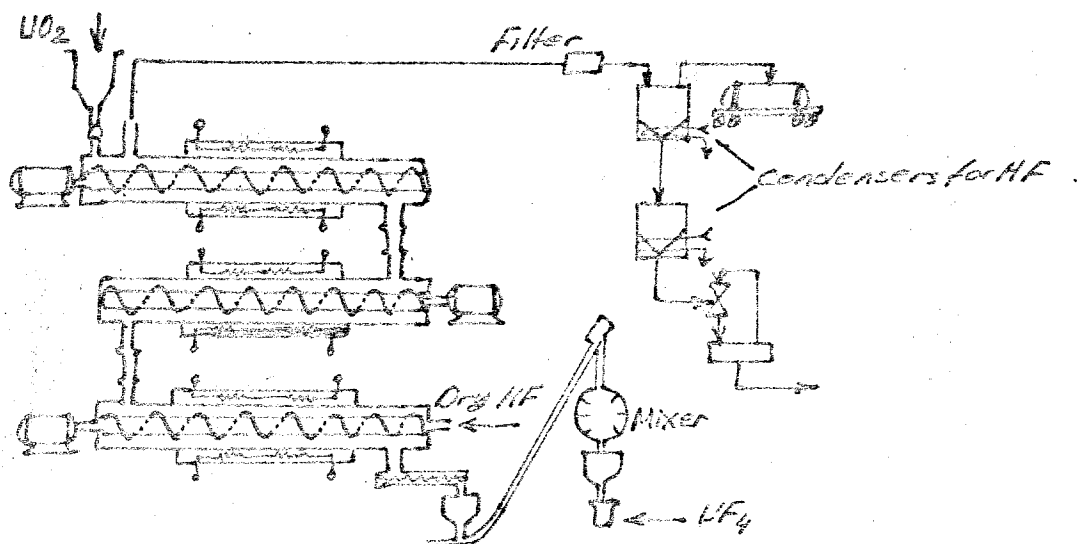 UO₂
Filter
Condensers for HF
Dry HF
Mixer
UF₄